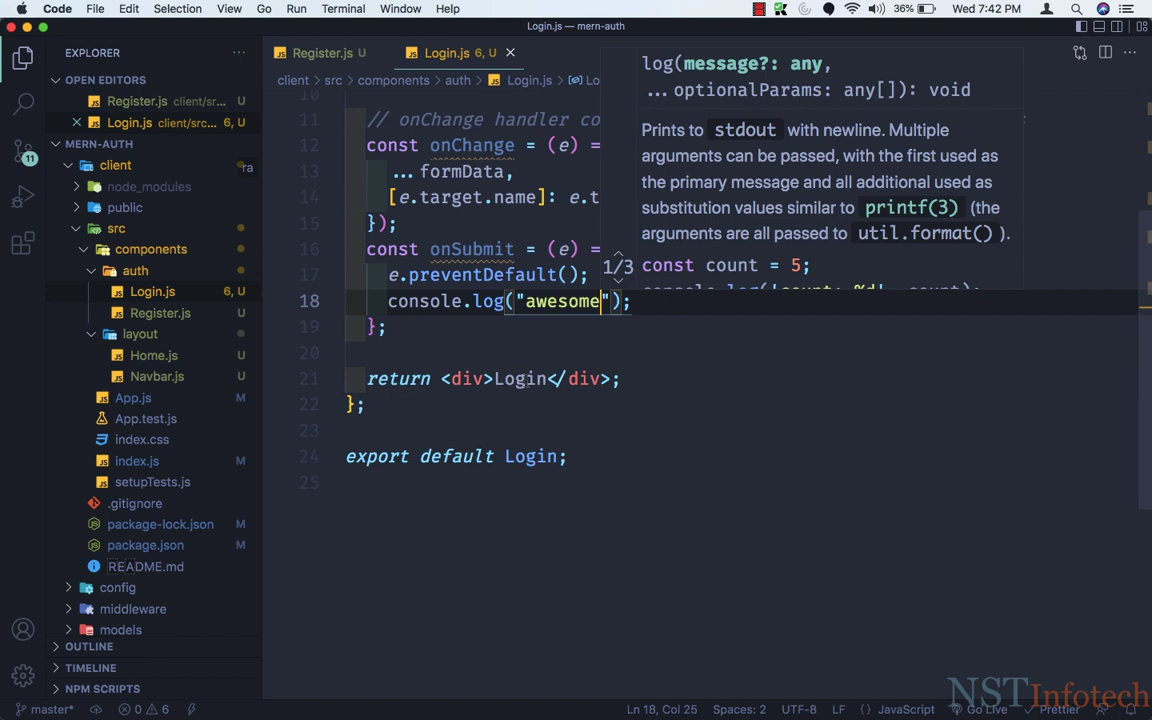 Code File Edit Selection View Go Run Terminal Window Help 36% Wed 7:42 PM
Login.js — mern-auth
EXPLORER
OPEN EDITORS
Register.js client/sr... U
Login.js client/src... 6, U
MERN-AUTH
client
node_modules
public
src
components
auth
Login.js 6, U
Register.js U
layout
Home.js U
Navbar.js U
App.js M
App.test.js
index.css
index.js M
setupTests.js
.gitignore
package-lock.json M
package.json M
README.md
config
middleware
models
OUTLINE
TIMELINE
NPM SCRIPTS
11
ra
Register.js U Login.js 6, U
client > src > components > auth > Login.js > Lo
10
11 // onChange handler co
12 const onChange = (e) =
13 ...formData,
14 [e.target.name]: e.t
15 });
16 const onSubmit = (e) =
17 e.preventDefault();
18 console.log("awesome");
19 };
20
21 return <div>Login</div>;
22 };
23
24 export default Login;
25
1/3
log(message?: any,
...optionalParams: any[]): void
Prints to stdout with newline. Multiple
arguments can be passed, with the first used as
the primary message and all additional used as
substitution values similar to printf(3) (the
arguments are all passed to util.format() ).
const count = 5;
master* 0 6 Ln 18, Col 25 Spaces: 2 UTF-8 LF {} JavaScript Go Live Prettier
NST Infotech